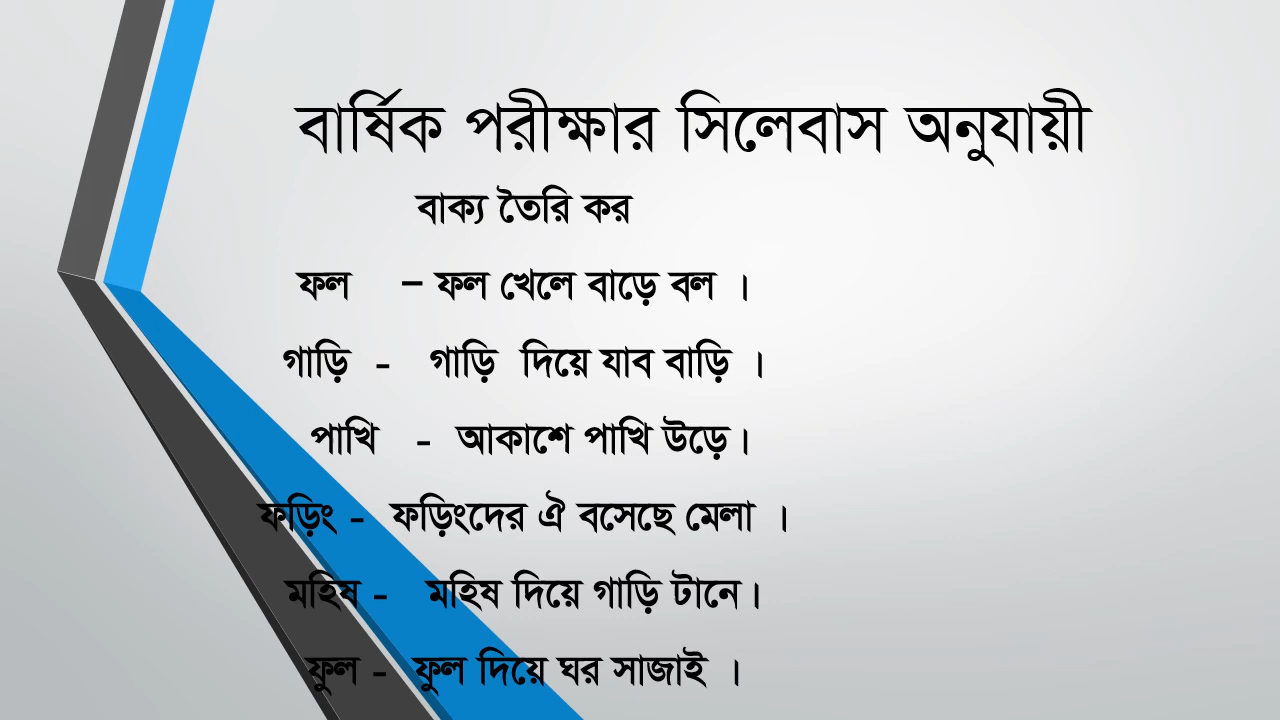 বার্ষিক পরীক্ষার সিলেবাস অনুযায়ী
বাক্য তৈরি কর
ফল – ফল খেলে বাড়ে বল ।
গাড়ি - গাড়ি দিয়ে যাব বাড়ি ।
পাখি - আকাশে পাখি উড়ে।
ফড়িং - ফড়িংদের ঐ বসেছে মেলা ।
মহিষ - মহিষ দিয়ে গাড়ি টানে।
ফুল - ফুল দিয়ে ঘর সাজাই ।